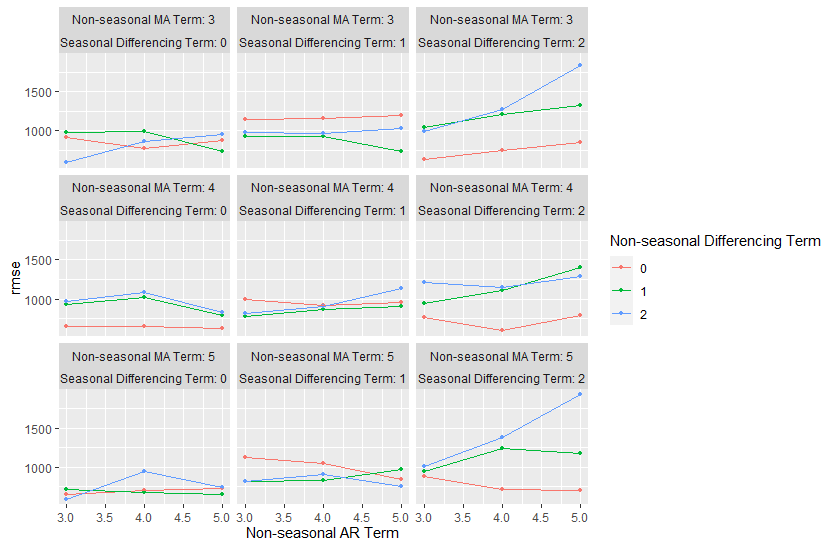 Non-seasonal MA Term: 3 Non-seasonal MA Term: 3 Non-seasonal MA Term: 3
Seasonal Differencing Term: 0 Seasonal Differencing Term: 1 Seasonal Differencing Term: 2
1500
1000
Non-seasonal MA Term: 4 Non-seasonal MA Term: 4 Non-seasonal MA Term: 4
Seasonal Differencing Term: 0 Seasonal Differencing Term: 1 Seasonal Differencing Term: 2
1500
1000
rmse
Non-seasonal MA Term: 5 Non-seasonal MA Term: 5 Non-seasonal MA Term: 5
Seasonal Differencing Term: 0 Seasonal Differencing Term: 1 Seasonal Differencing Term: 2
1500
1000
3.0 3.5 4.0 4.5 5.0 3.0 3.5 4.0 4.5 5.0 3.0 3.5 4.0 4.5 5.0
Non-seasonal AR Term
Non-seasonal Differencing Term
0
1
2